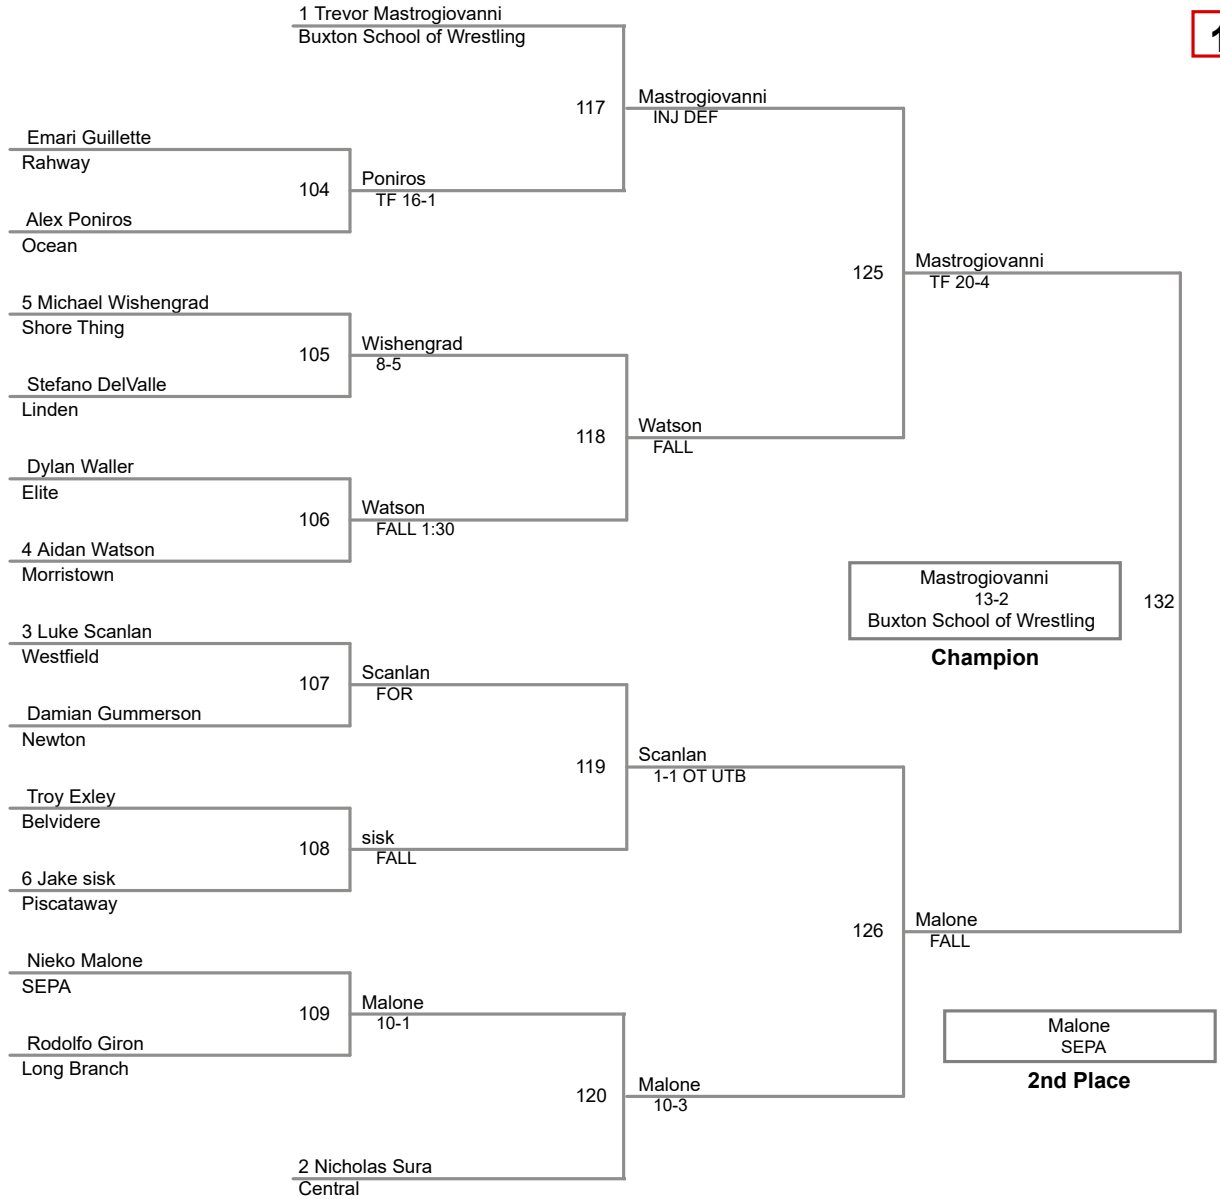 1 Trevor Mastrogiovanni
Buxton School of Wrestling
1
117
Mastrogiovanni
INJ DEF
Emari Guillette
Rahway
104
Poniros
TF 16-1
Alex Poniros
Ocean
125
Mastrogiovanni
TF 20-4
5 Michael Wishengrad
Shore Thing
105
Wishengrad
8-5
Stefano DelValle
Linden
118
Watson
FALL
Dylan Waller
Elite
106
Watson
FALL 1:30
4 Aidan Watson
Morristown
Mastrogiovanni
13-2
Buxton School of Wrestling
Champion
132
3 Luke Scanlan
Westfield
107
Scanlan
FOR
Damian Gummerson
Newton
119
Scanlan
1-1 OT UTB
Troy Exley
Belvidere
108
sisk
FALL
6 Jake sisk
Piscataway
126
Malone
FALL
Nieko Malone
SEPA
109
Malone
10-1
Rodolfo Giron
Long Branch
Malone
SEPA
2nd Place
120
Malone
10-3
2 Nicholas Sura
Central